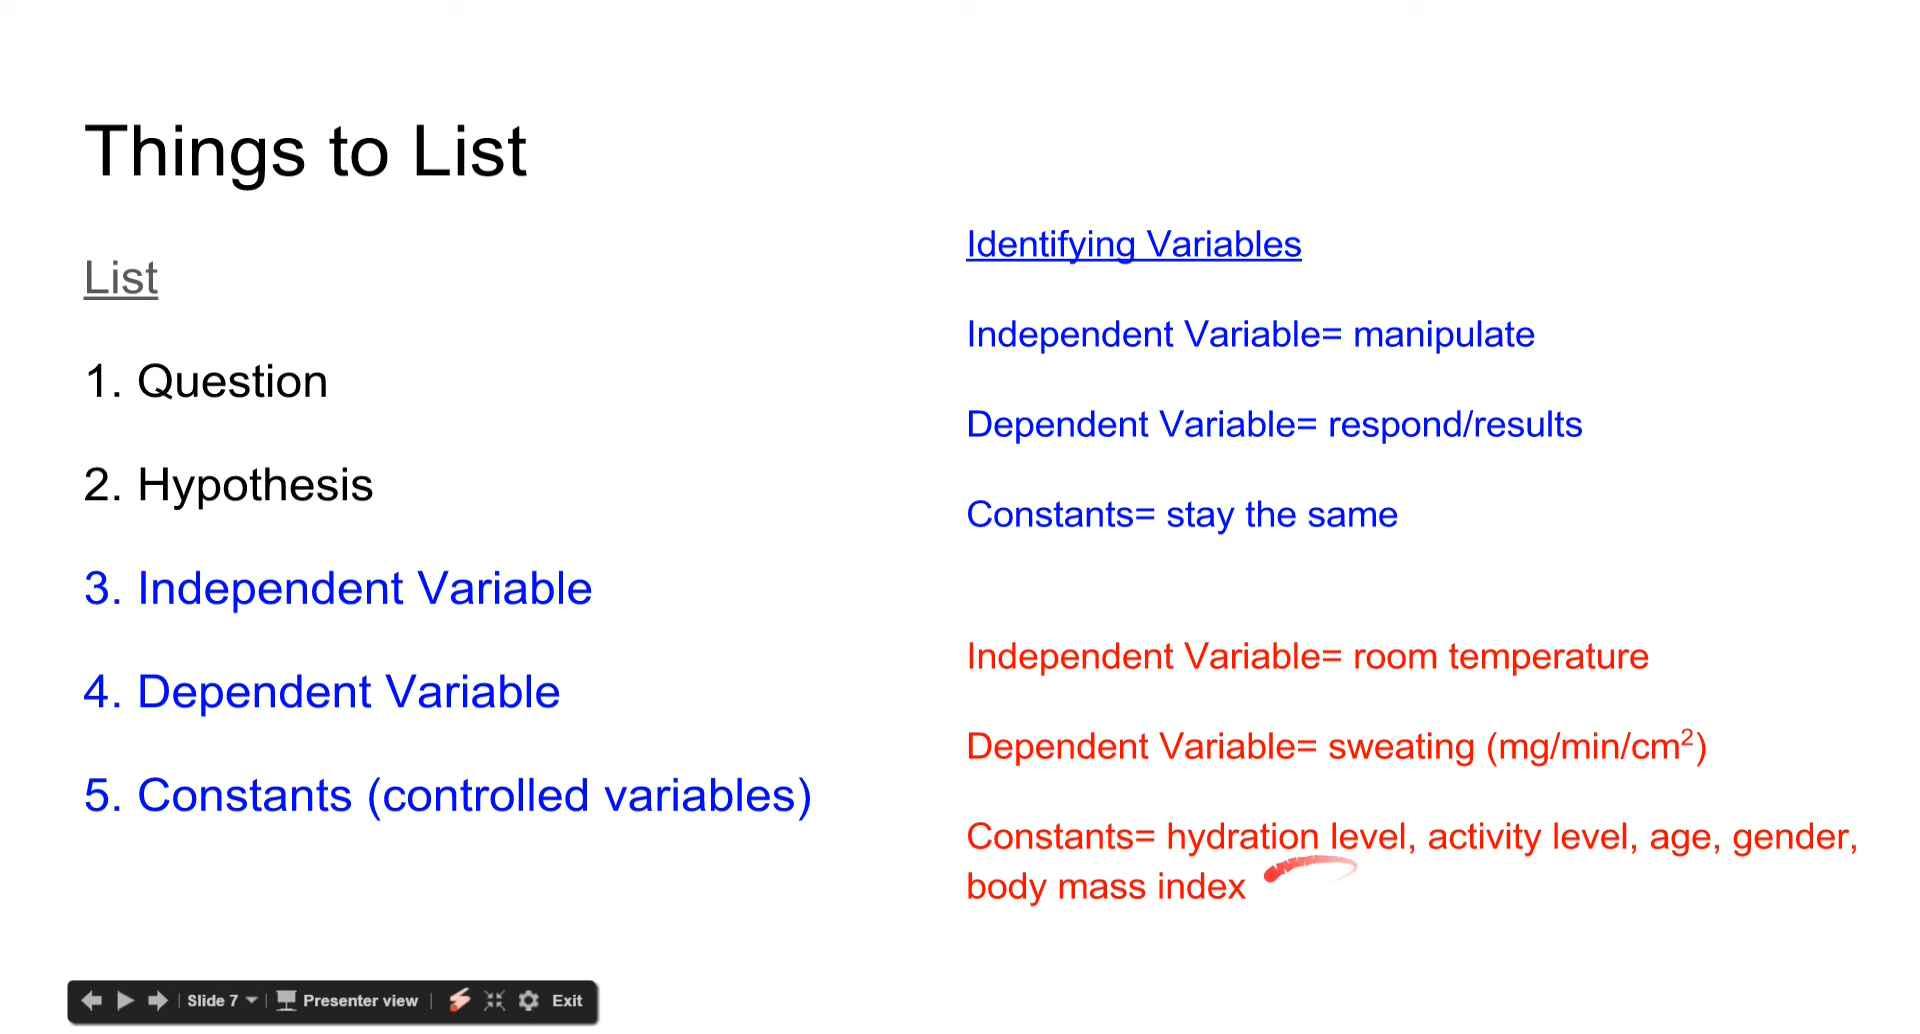 Things to List
List
1. Question
2. Hypothesis
3. Independent Variable
4. Dependent Variable
5. Constants (controlled variables)
Identifying Variables
Independent Variable= manipulate
Dependent Variable= respond/results
Constants= stay the same
Independent Variable= room temperature
Dependent Variable= sweating (mg/min/cm²)
Constants= hydration level, activity level, age, gender,
body mass index
Slide 7 Presenter view Exit